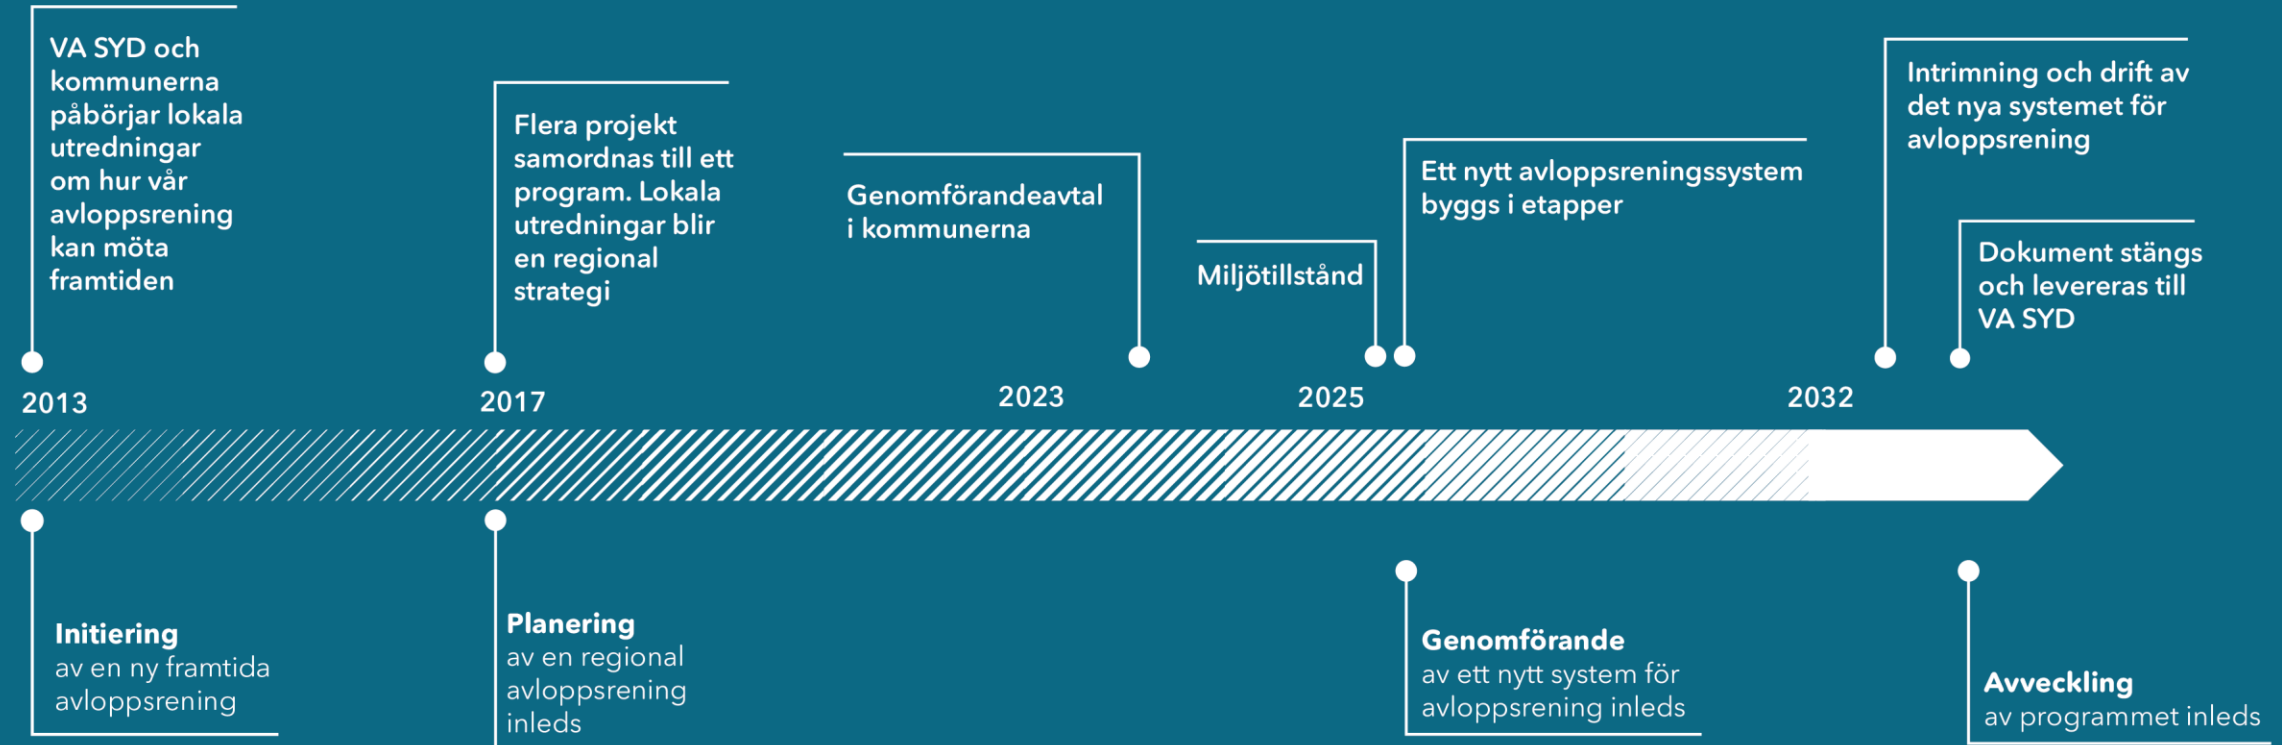 VA SYD och
kommunerna
påbörjar lokala
utredningar
om hur vår
avloppsrening
kan möta
framtiden
Flera projekt
samordnas till ett
program. Lokala
utredningar blir
en regional
strategi
Genomförandeavtal
i kommunerna
Miljötillstånd
Ett nytt avloppsreningssystem
byggs i etapper
Intrimning och drift av
det nya systemet för
avloppsrening
Dokument stängs
och levereras till
VA SYD
2013
2017
2023
2025
2032
Initiering
av en ny framtida
avloppsrening
Planering
av en regional
avloppsrening
inleds
Genomförande
av ett nytt system för
avloppsrening inleds
Avveckling
av programmet inleds